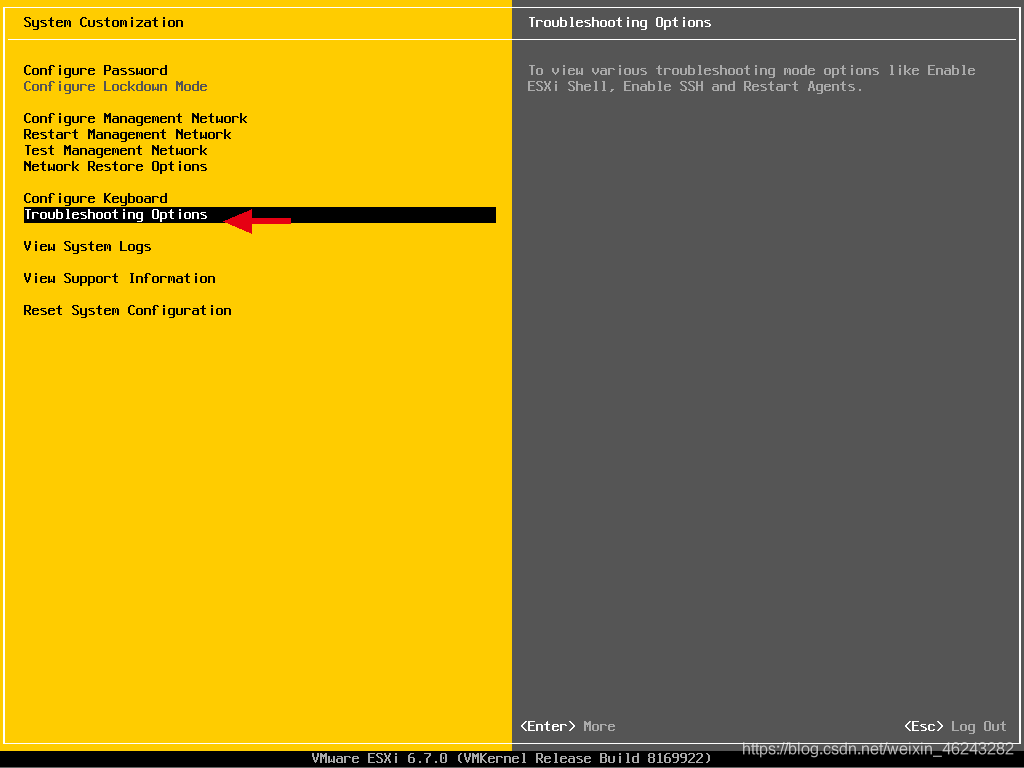 System Customization
Configure Password
Configure Lockdown Mode
Configure Management Network
Restart Management Network
Test Management Network
Network Restore Options
Configure Keyboard
Troubleshooting Options
View System Logs
View Support Information
Reset System Configuration
Troubleshooting Options
To view various troubleshooting mode options like Enable
ESXi Shell, Enable SSH and Restart Agents.
<Enter> More
<Esc> Log Out
VMware ESXi 6.7.0 (VMKernel Release Build 8169922)
https://blog.csdn.net/weixin_46243282